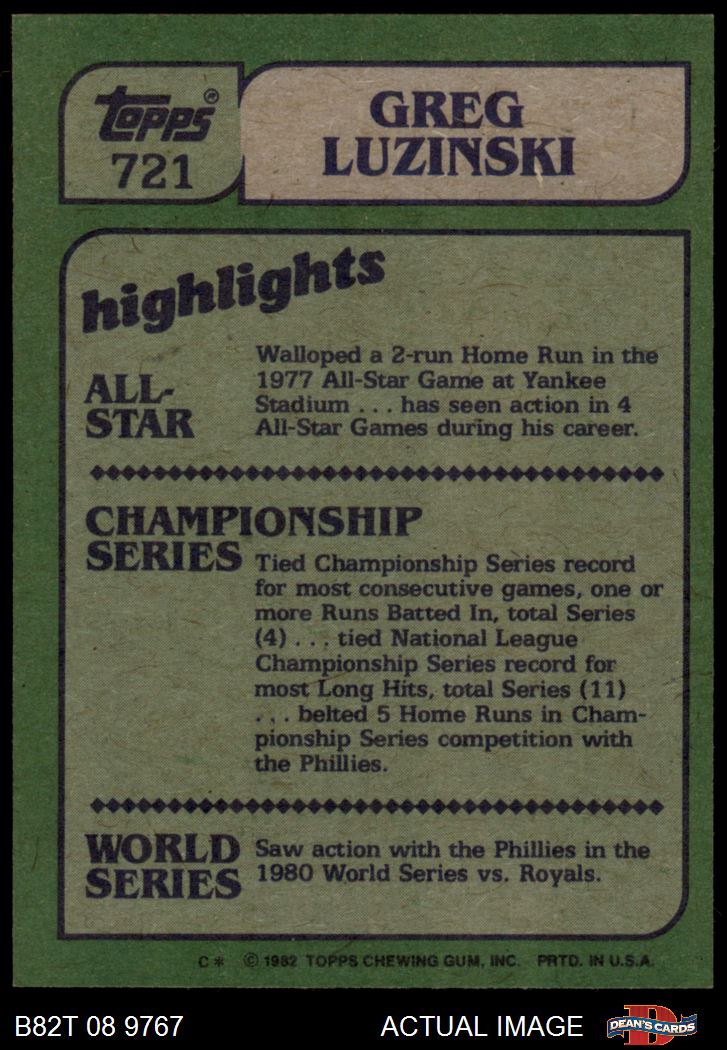 Topps®
721
GREG
LUZINSKI
highlights
ALL-
STAR
Walloped a 2-run Home Run in the
1977 All-Star Game at Yankee
Stadium . . . has seen action in 4
All-Star Games during his career.
CHAMPIONSHIP
SERIES
Tied Championship Series record
for most consecutive games, one or
more Runs Batted In, total Series
(4) . . . tied National League
Championship Series record for
most Long Hits, total Series (11)
. . . belted 5 Home Runs in Cham-
pionship Series competition with
the Phillies.
WORLD
SERIES
Saw action with the Phillies in the
1980 World Series vs. Royals.
C* © 1982 TOPPS CHEWING GUM, INC. PRTD. IN U.S.A.
B82T 08 9767
ACTUAL IMAGE
D
DEAN'S CARDS